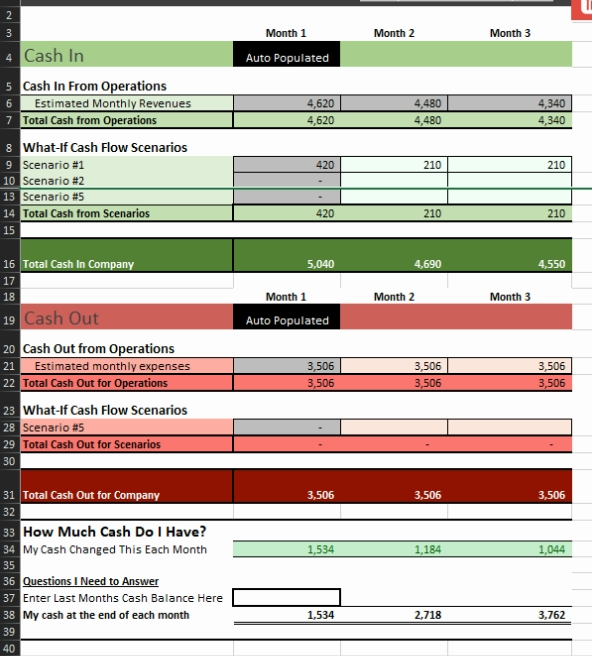 2
3 Month 1 Month 2 Month 3
4 Cash In Auto Populated
5 Cash In From Operations
6 Estimated Monthly Revenues 4,620 4,480 4,340
7 Total Cash from Operations 4,620 4,480 4,340
8 What-If Cash Flow Scenarios
9 Scenario #1 420 210 210
10 Scenario #2 -
13 Scenario #5 -
14 Total Cash from Scenarios 420 210 210
15
16 Total Cash In Company 5,040 4,690 4,550
17
18 Month 1 Month 2 Month 3
19 Cash Out Auto Populated
20 Cash Out from Operations
21 Estimated monthly expenses 3,506 3,506 3,506
22 Total Cash Out for Operations 3,506 3,506 3,506
23 What-If Cash Flow Scenarios
28 Scenario #5 -
29 Total Cash Out for Scenarios - - -
30
31 Total Cash Out for Company 3,506 3,506 3,506
32
33 How Much Cash Do I Have?
34 My Cash Changed This Each Month 1,534 1,184 1,044
35
36 Questions I Need to Answer
37 Enter Last Months Cash Balance Here
38 My cash at the end of each month 1,534 2,718 3,762
39
40